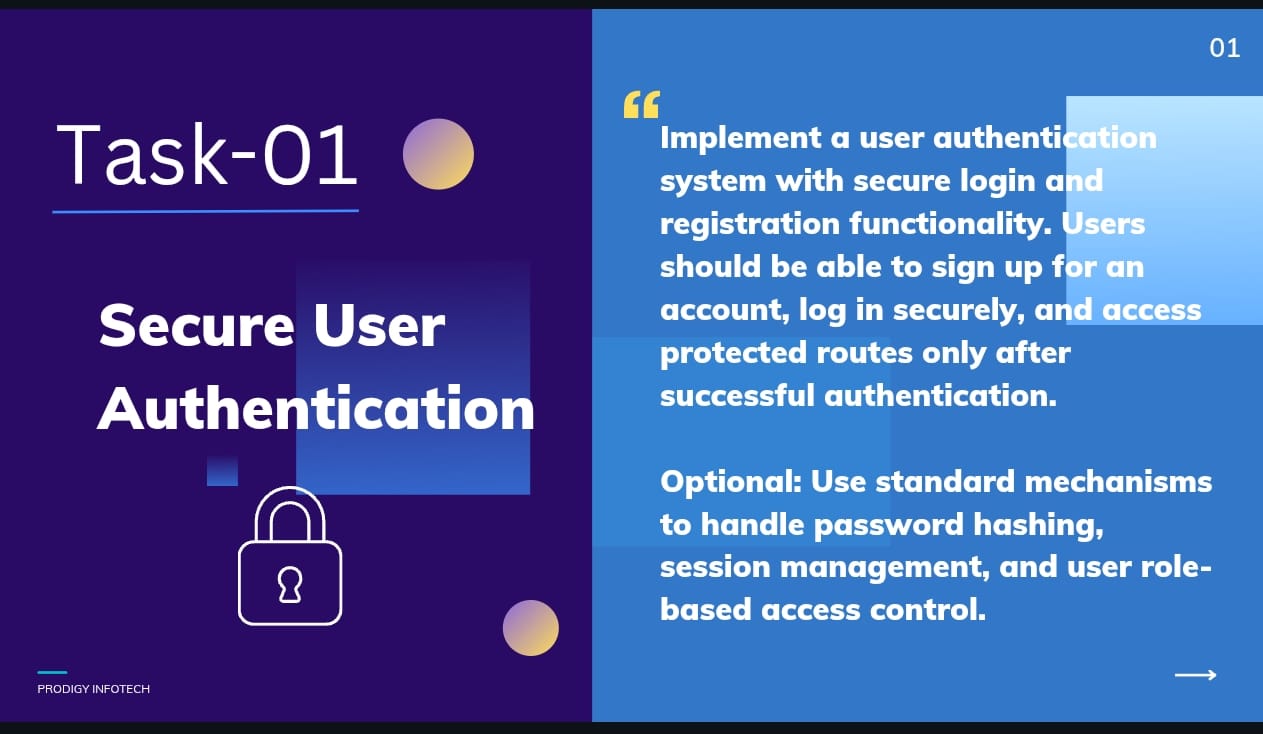 01
Task-01
Secure User
Authentication
PRODIGY INFOTECH
“
Implement a user authentication
system with secure login and
registration functionality. Users
should be able to sign up for an
account, log in securely, and access
protected routes only after
successful authentication.
Optional: Use standard mechanisms
to handle password hashing,
session management, and user role-
based access control.